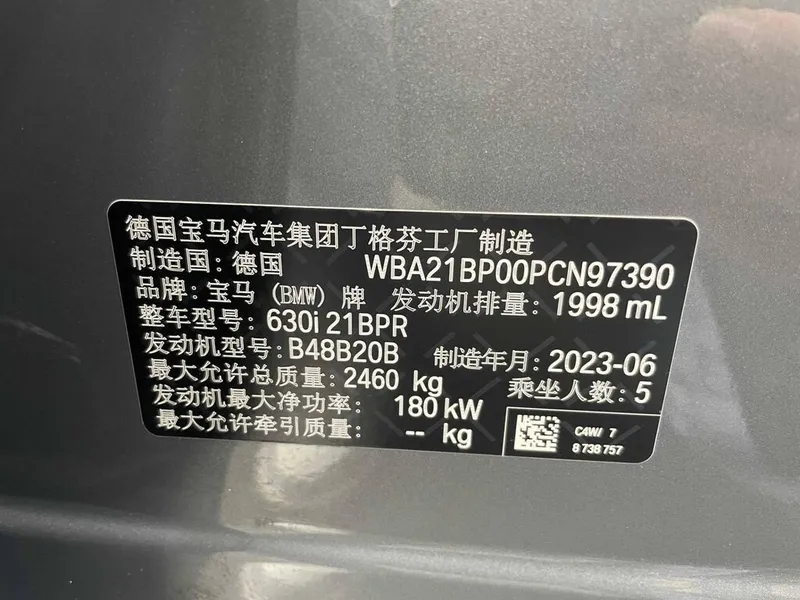 德国宝马汽车集团丁格芬工厂制造
制造国：德国 WBA21BP00PCN97390
品牌：宝马 (BMW) 牌 发动机排量：1998 mL
整车型号：630i 21BPR
发动机型号：B48B20B 制造年月：2023-06
最大允许总质量：2460 kg 乘坐人数：5
发动机最大净功率： 180 kW
最大允许牵引质量： -- kg
C4W/ 7
8 738 757